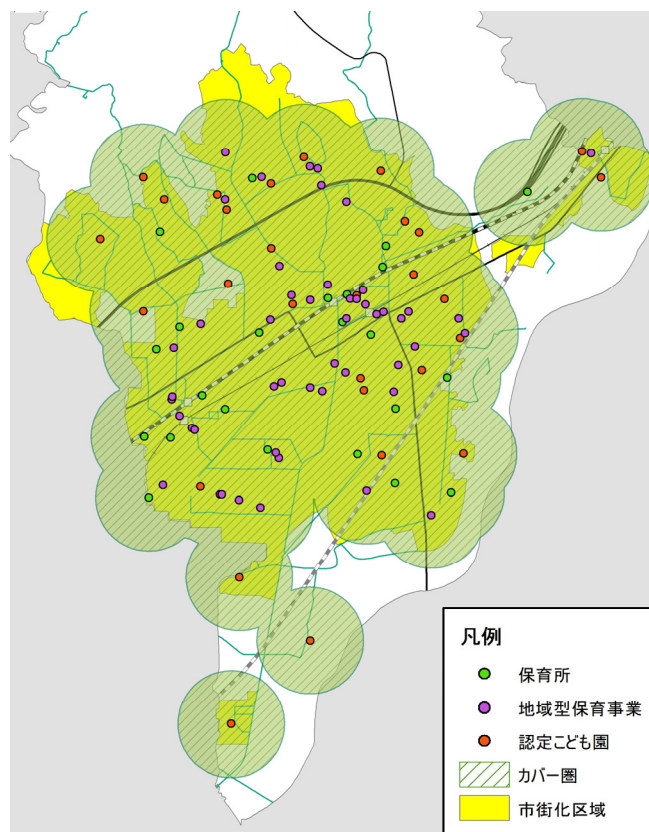 凡例
保育所
地域型保育事業
認定こども園
カバー圏
市街化区域